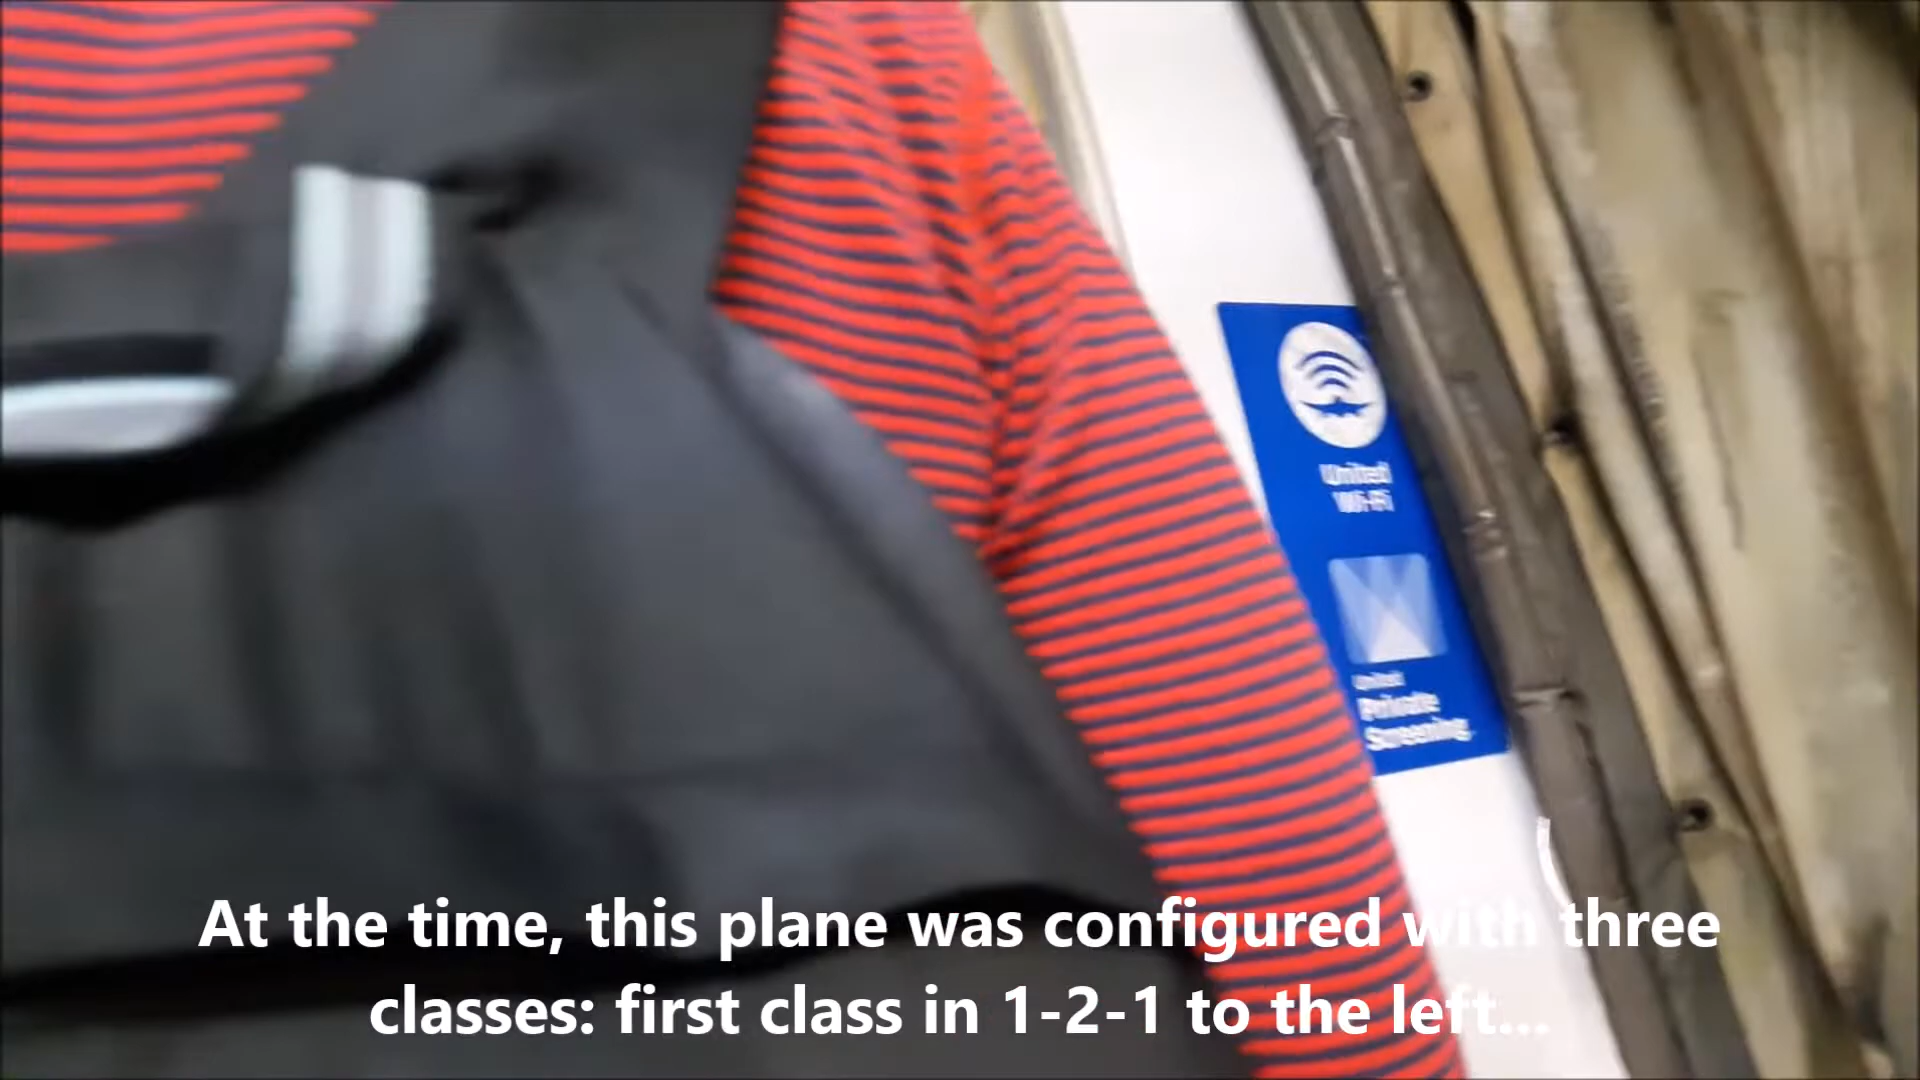 United
Wi-Fi
United
Private
Screening
At the time, this plane was configured with three
classes: first class in 1-2-1 to the left...